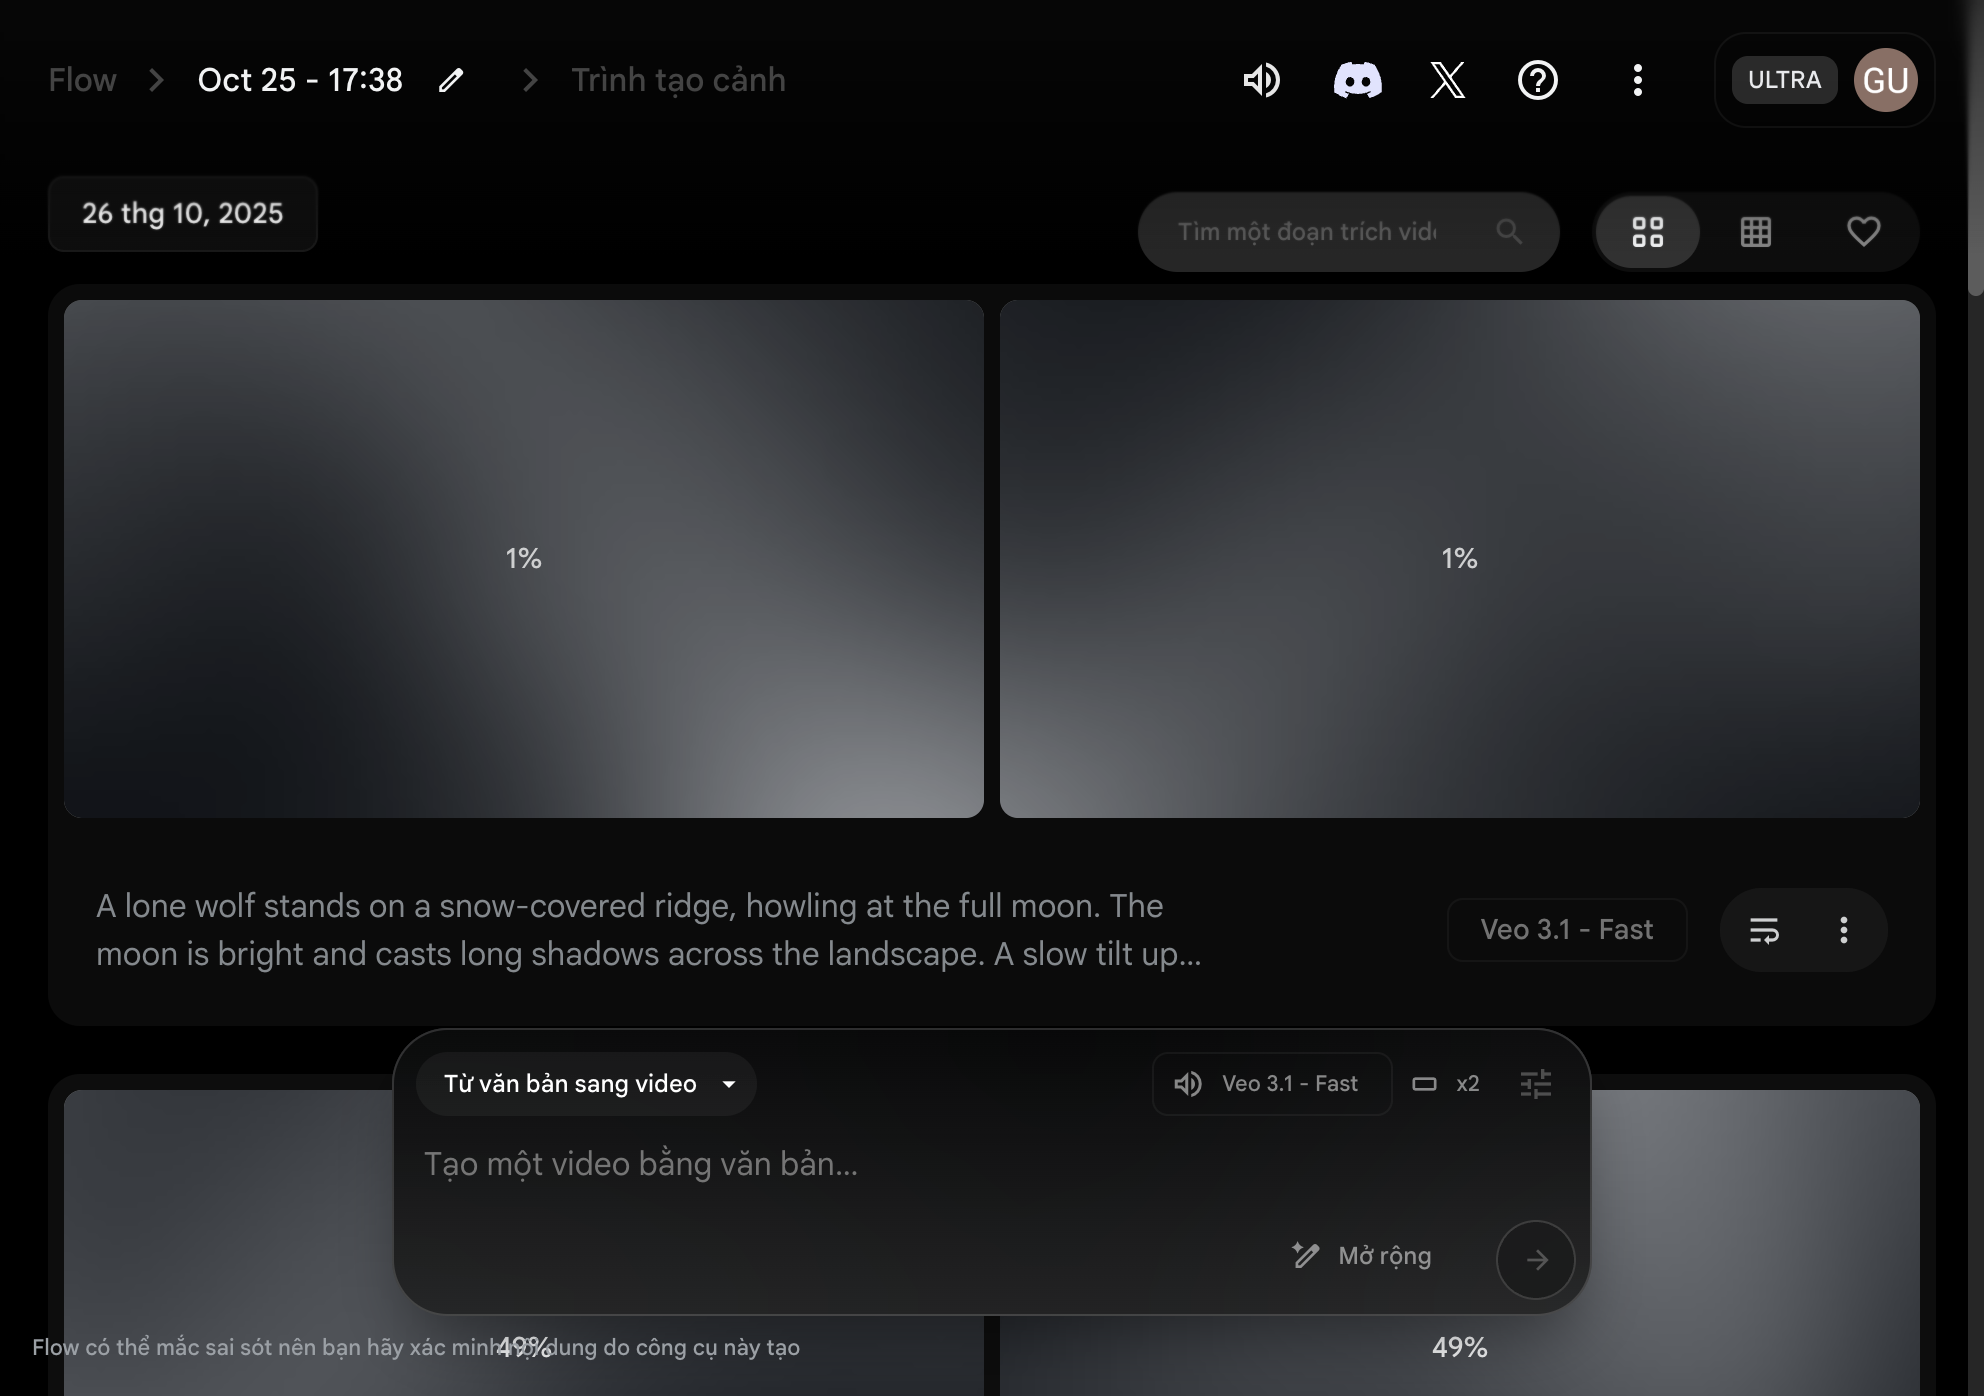 Flow
Oct 25 - 17:38
Trình tạo cảnh
ULTRA
GU
26 thg 10, 2025
Tìm một đoạn trích
1%
1%
A lone wolf stands on a snow-covered ridge, howling at the full moon. The
moon is bright and casts long shadows across the landscape. A slow tilt up...
Veo 3.1 - Fast
Từ văn bản sang video
Veo 3.1 - Fast
x2
Tạo một video bằng văn bản...
Mở rộng
Flow có thể mắc sai sót nên bạn hãy xác minh nội dung do công cụ này tạo
49%
49%